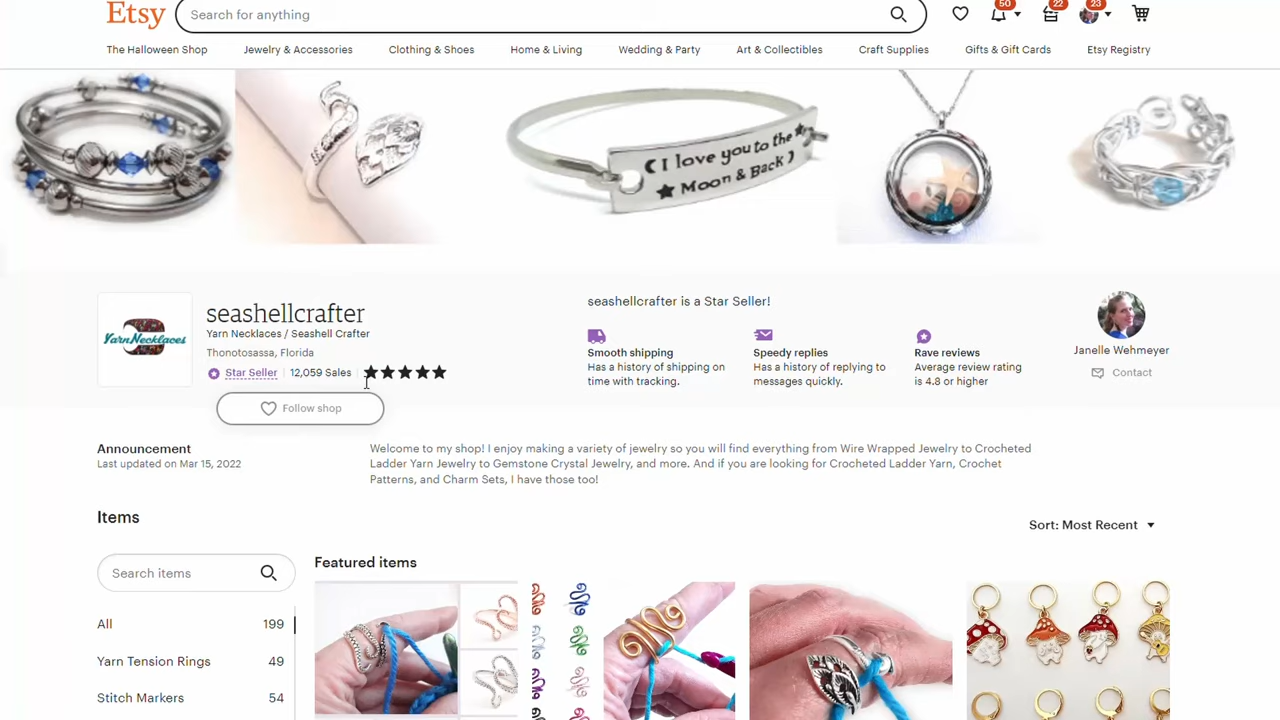 Etsy
Search for anything
50
22
23
The Halloween Shop
Jewelry & Accessories
Clothing & Shoes
Home & Living
Wedding & Party
Art & Collectibles
Craft Supplies
Gifts & Gift Cards
Etsy Registry
I love you to the
Moon & Back
YarnNecklaces
seashellcrafter
Yarn Necklaces / Seashell Crafter
Thonotosassa, Florida
Star Seller 12,059 Sales
Follow shop
seashellcrafter is a Star Seller!
Smooth shipping
Has a history of shipping on
time with tracking.
Speedy replies
Has a history of replying to
messages quickly.
Rave reviews
Average review rating
is 4.8 or higher
Janelle Wehmeyer
Contact
Announcement
Last updated on Mar 15, 2022
Welcome to my shop! I enjoy making a variety of jewelry so you will find everything from Wire Wrapped Jewelry to Crocheted
Ladder Yarn Jewelry to Gemstone Crystal Jewelry, and more. And if you are looking for Crocheted Ladder Yarn, Crochet
Patterns, and Charm Sets, I have those too!
Items
Sort: Most Recent
Search items
Featured items
All 199
Yarn Tension Rings 49
Stitch Markers 54